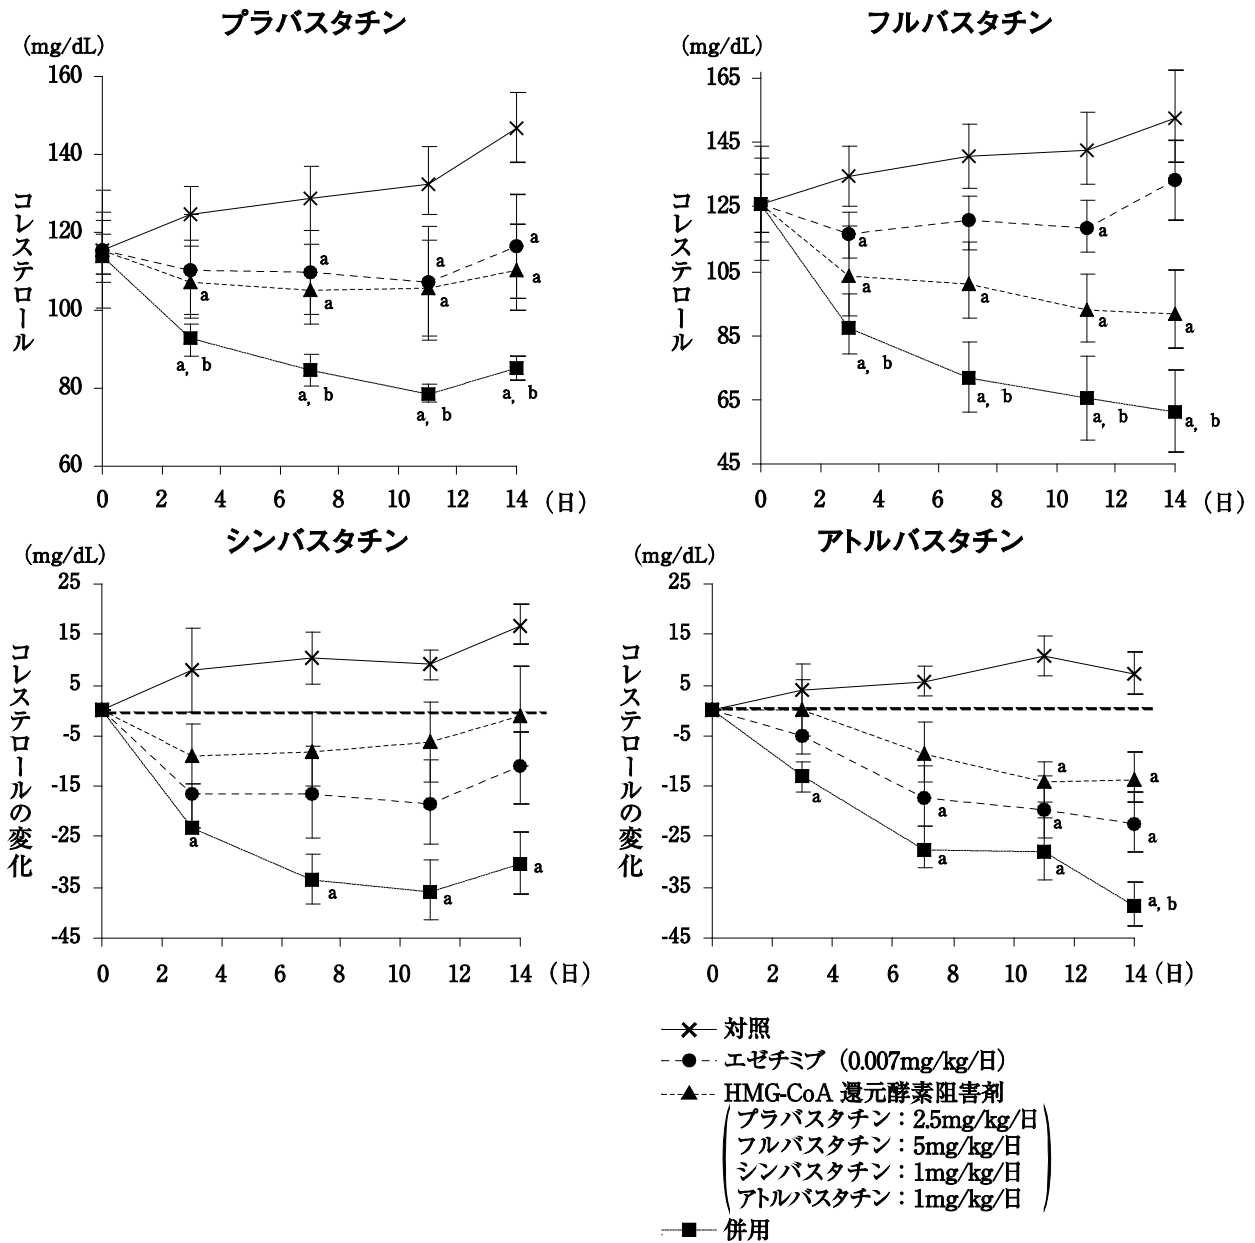 プラバスタチン
(mg/dL)
160
140
120
100
80
60
コレステロール
a
a
a
a
a
a
a
a, b
a, b
a, b
a, b
0 2 4 6 8 10 12 14 (日)
フルバスタチン
(mg/dL)
165
145
125
105
85
65
45
コレステロール
a
a
a
a
a
a
a, b
a, b
a, b
a, b
0 2 4 6 8 10 12 14 (日)
シンバスタチン
(mg/dL)
25
15
5
-5
-15
-25
-35
-45
コレステロールの変化
a
a
a
a
0 2 4 6 8 10 12 14 (日)
アトルバスタチン
(mg/dL)
25
15
5
-5
-15
-25
-35
-45
コレステロールの変化
a
a
a
a
a
a
a
a
a, b
0 2 4 6 8 10 12 14 (日)
対照
エゼチミブ (0.007mg/kg/日)
HMG-CoA 還元酵素阻害剤
プラバスタチン：2.5mg/kg/日
フルバスタチン：5mg/kg/日
シンバスタチン：1mg/kg/日
アトルバスタチン：1mg/kg/日
併用